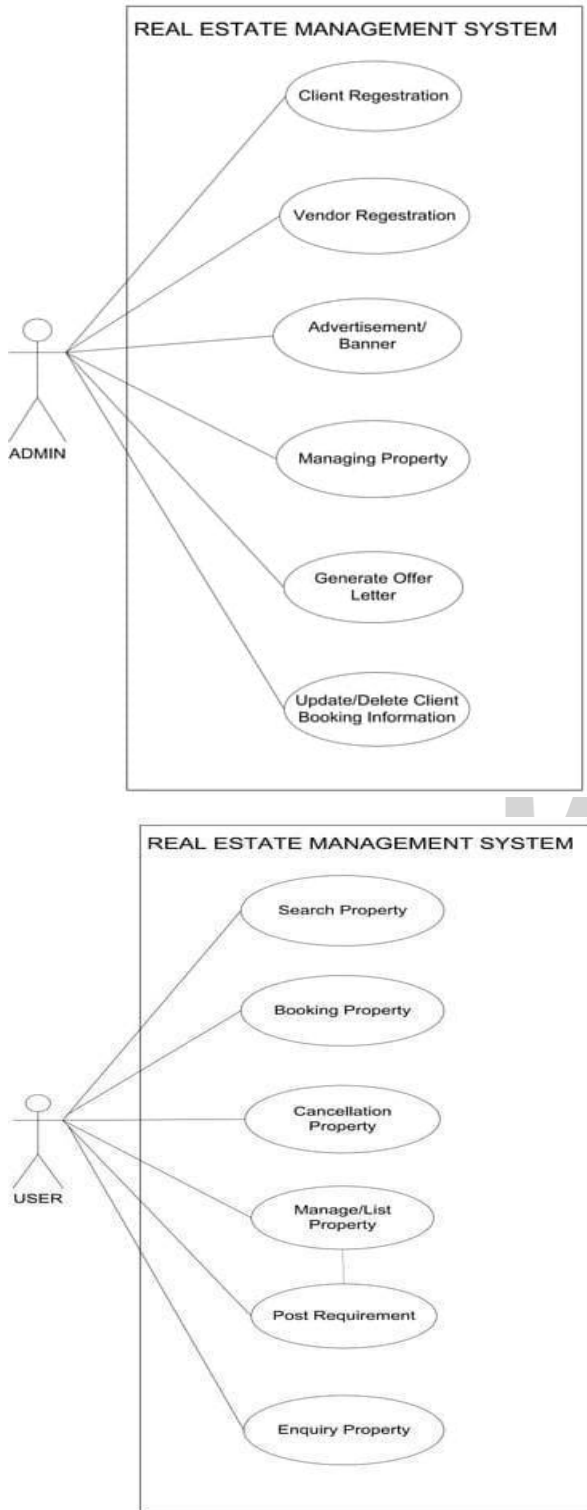 REAL ESTATE MANAGEMENT SYSTEM
Client Regestration
Vendor Regestration
Advertisement/
Banner
ADMIN
Managing Property
Generate Offer
Letter
Update/Delete Client
Booking Information
REAL ESTATE MANAGEMENT SYSTEM
Search Property
Booking Property
Cancellation
Property
USER
Manage/List
Property
Post Requirement
Enquiry Property